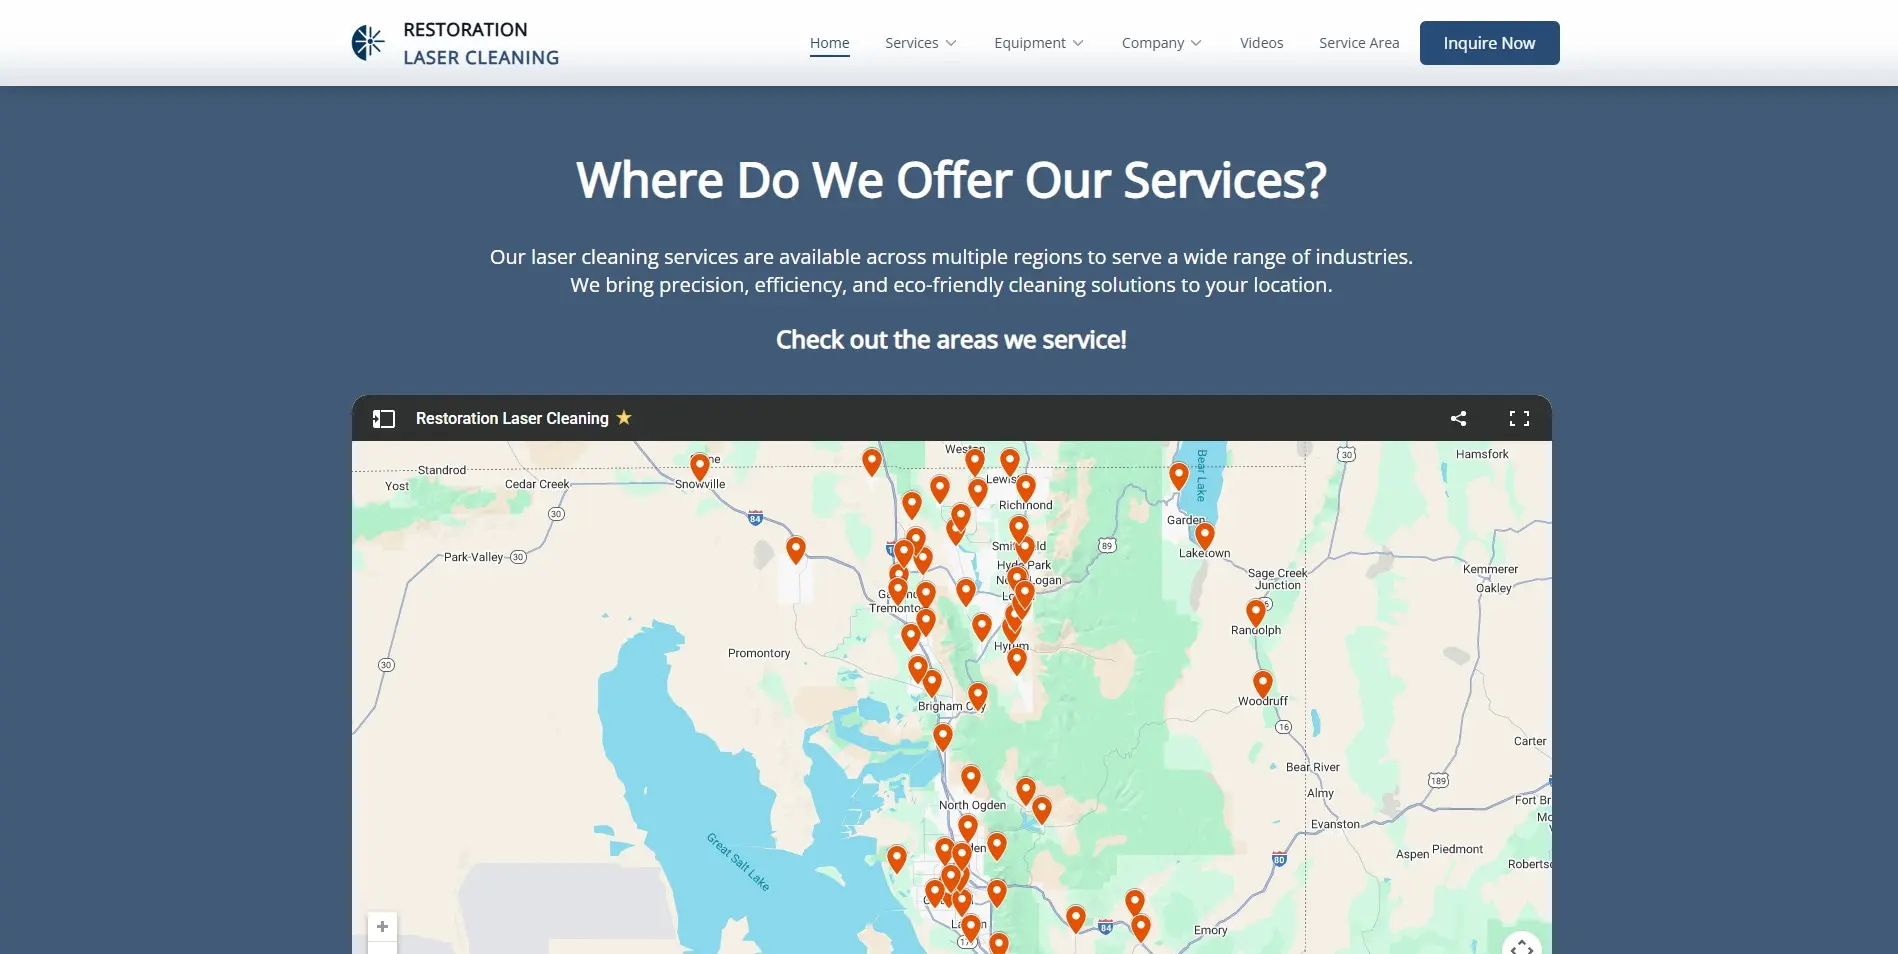 RESTORATION
LASER CLEANING
Home
Services
Equipment
Company
Videos
Service Area
Inquire Now
Where Do We Offer Our Services?
Our laser cleaning services are available across multiple regions to serve a wide range of industries.
We bring precision, efficiency, and eco-friendly cleaning solutions to your location.
Check out the areas we service!
Restoration Laser Cleaning
Standrod
Yost
Cedar Creek
Snowville
Hamsfork
30
Bear Lake
Richmond
Garden
30
84
Park Valley
30
89
Laketown
Hyde Park
Logan
Sage Creek
Junction
Kemmerer
Oakley
Tremonton
Randolph
Promontory
30
Hyrum
Woodruff
Brigham City
16
Carter
Bear River
189
Almy
North Ogden
Fort Br
Evanston
Great Salt Lake
80
Aspen
Piedmont
Roberts
84
Emory
+